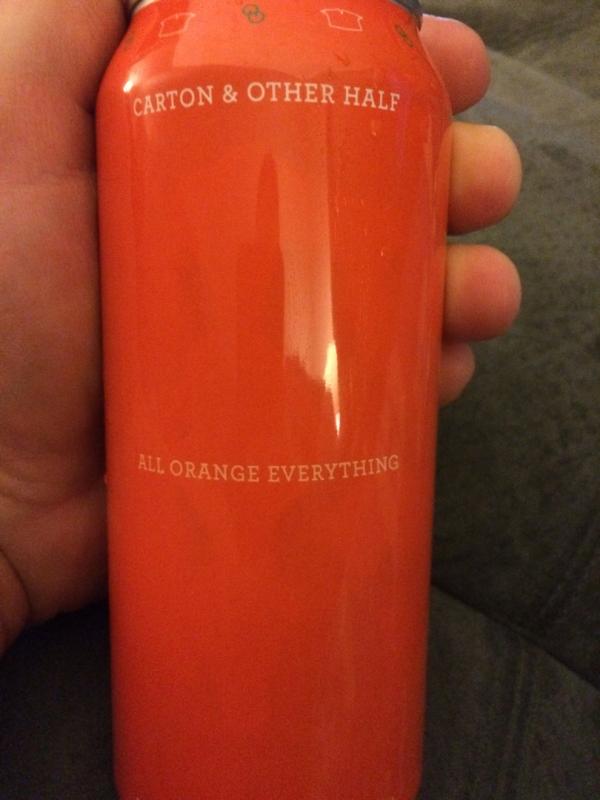 CARTON & OTHER HALF
ALL ORANGE EVERYTHING